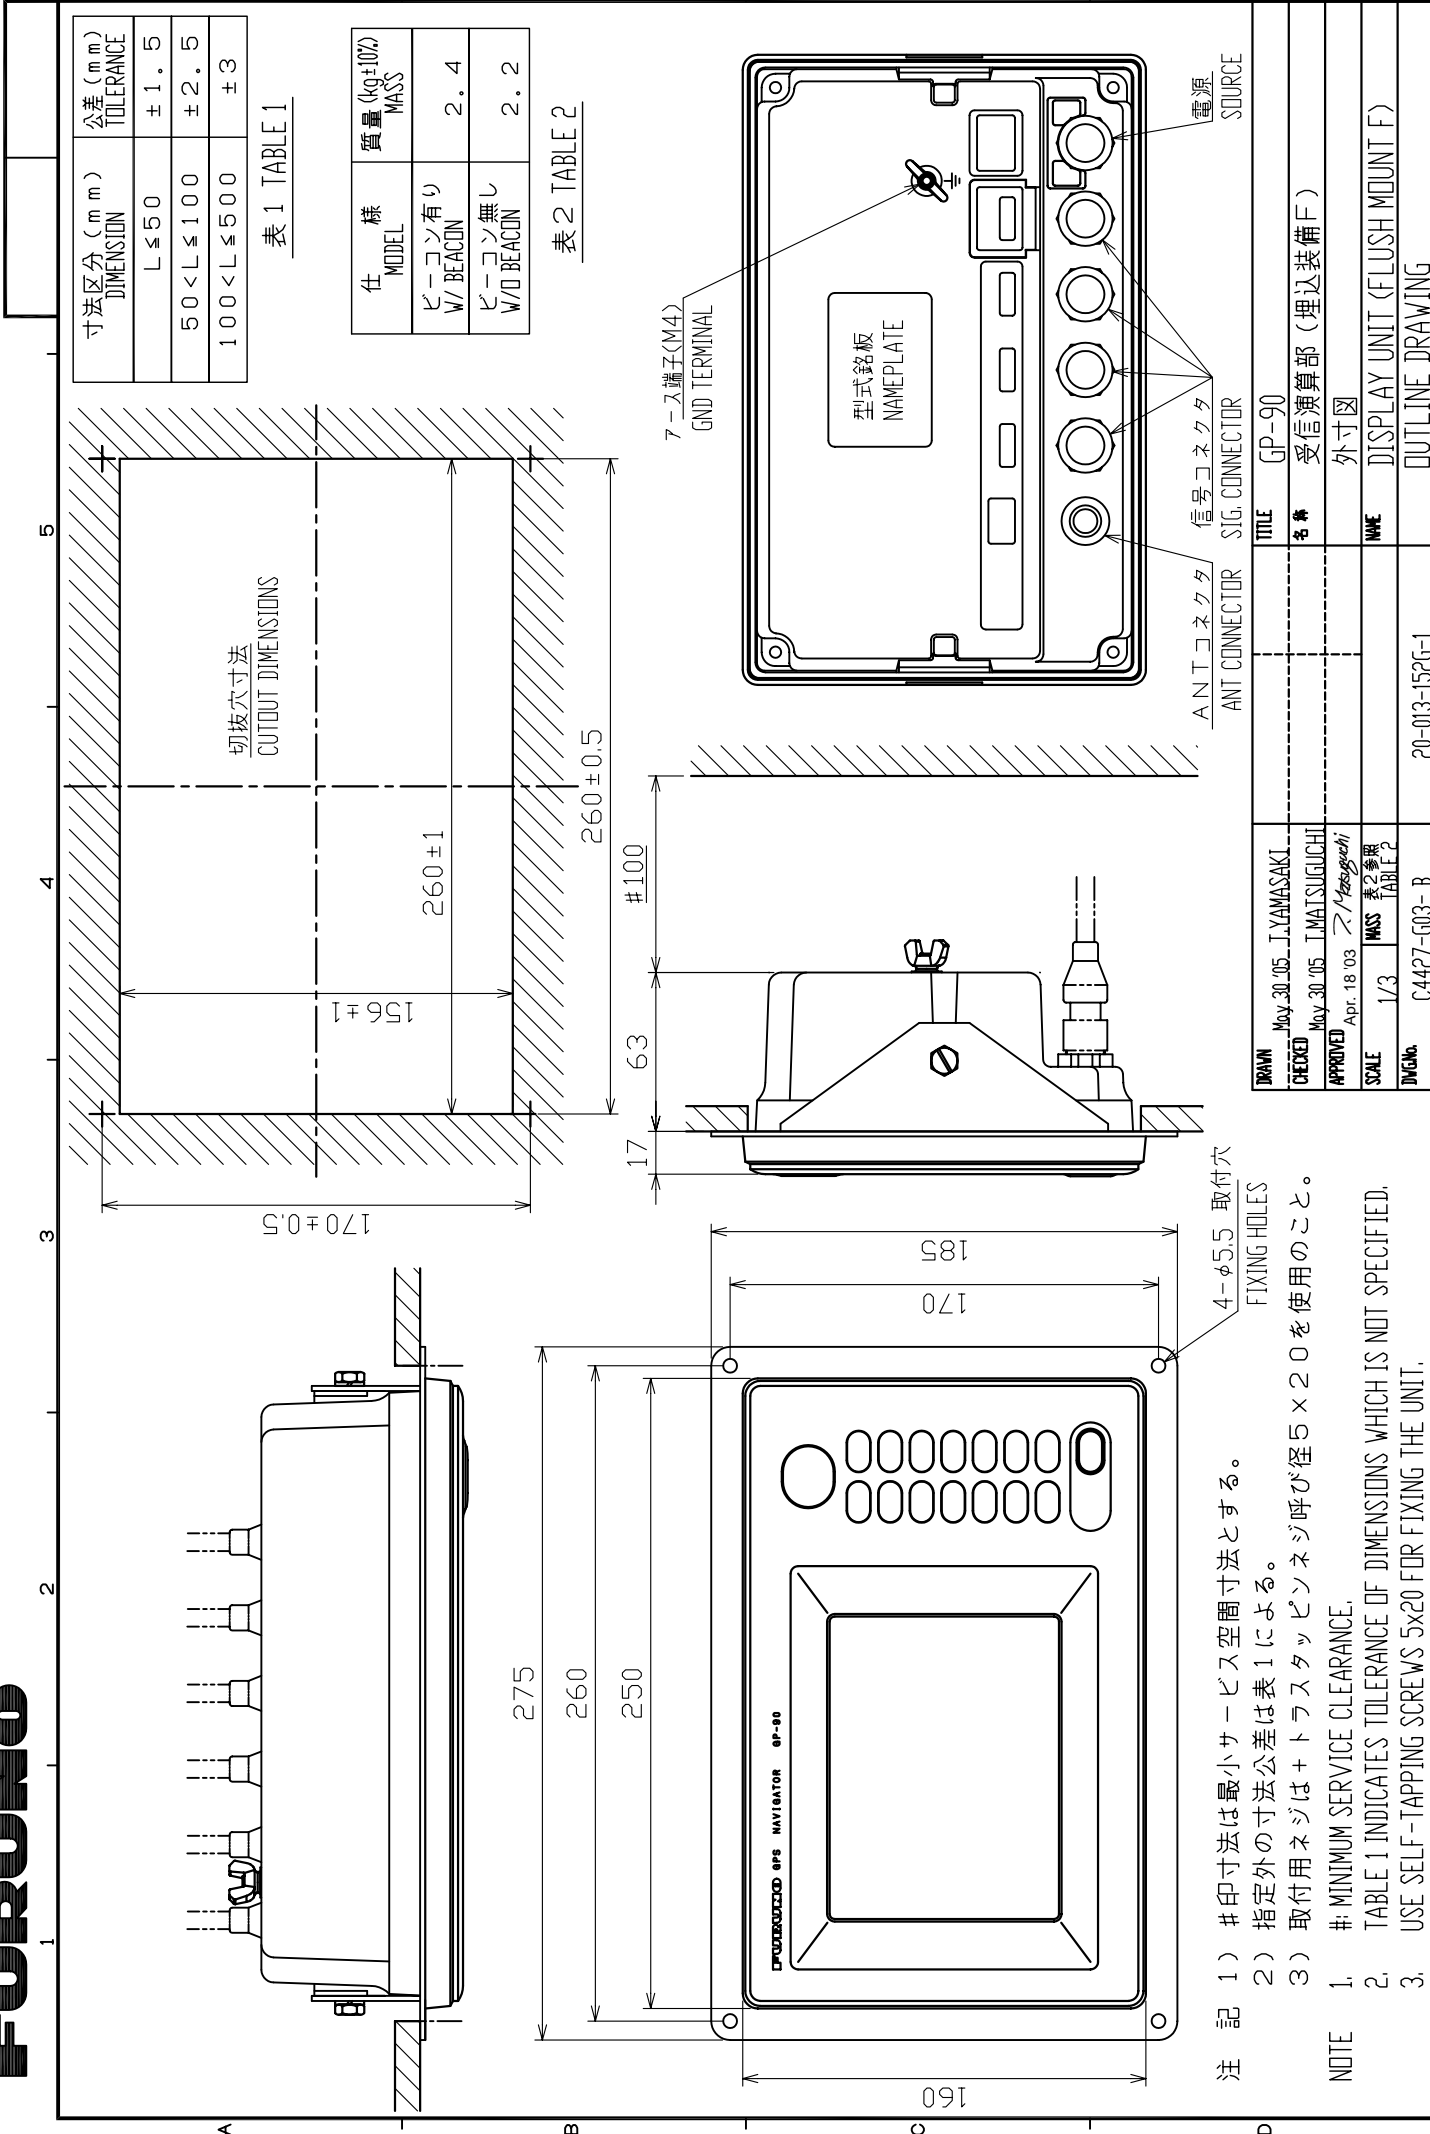 FURUNO
1
2
3
4
5
A
B
C
D
寸法区分 (mm)
DIMENSION
公差 (mm)
TOLERANCE
L≤50
±1.5
50<L≤100
±2.5
100<L≤500
±3
表1 TABLE 1
仕 様
MODEL
質量 (kg±10%)
MASS
ビーコン有り
W/ BEACON
2.4
ビーコン無し
W/O BEACON
2.2
表2 TABLE 2
切抜穴寸法
CUTOUT DIMENSIONS
156±1
260±1
260±0.5
170±0.5
アース端子(M4)
GND TERMINAL
型式銘板
NAMEPLATE
電源
SOURCE
信号コネクタ
SIG. CONNECTOR
ANTコネクタ
ANT CONNECTOR
#100
63
17
275
260
250
185
170
160
4-φ5.5 取付穴
FIXING HOLES
FURUNO GPS NAVIGATOR GP-90
注 記 1) #印寸法は最小サービス空間寸法とする。
2) 指定外の寸法公差は表1による。
3) 取付用ネジは+トラスタッピンネジ呼び径5×20を使用のこと。
NOTE 1. #: MINIMUM SERVICE CLEARANCE.
2. TABLE 1 INDICATES TOLERANCE OF DIMENSIONS WHICH IS NOT SPECIFIED.
3. USE SELF-TAPPING SCREWS 5x20 FOR FIXING THE UNIT.
DRAWN May 30 '05 T.YAMASAKI
CHECKED May 30 '05 T.MATSUGUCHI
APPROVED Apr. 18 '03
SCALE 1/3 MASS 表2参照
TABLE 2
DWG.No. C4427-G03- B 20-013-152G-1
TITLE GP-90
名称 受信演算部 (埋込装備F)
外寸図
NAME DISPLAY UNIT (FLUSH MOUNT F)
OUTLINE DRAWING